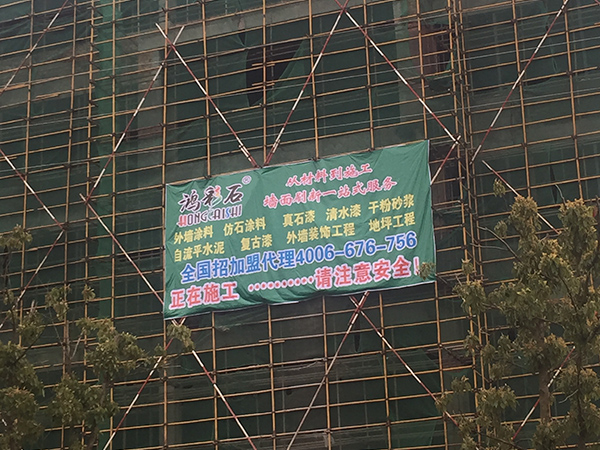 鸿采石®
HONGCAISHI
从材料到施工
墙面刷新一站式服务
外墙涂料 仿石涂料 真石漆 清水漆 干粉砂浆
自流平水泥 复古漆 外墙装饰工程 地坪工程
全国招加盟代理4006-676-756
正在施工……请注意安全!